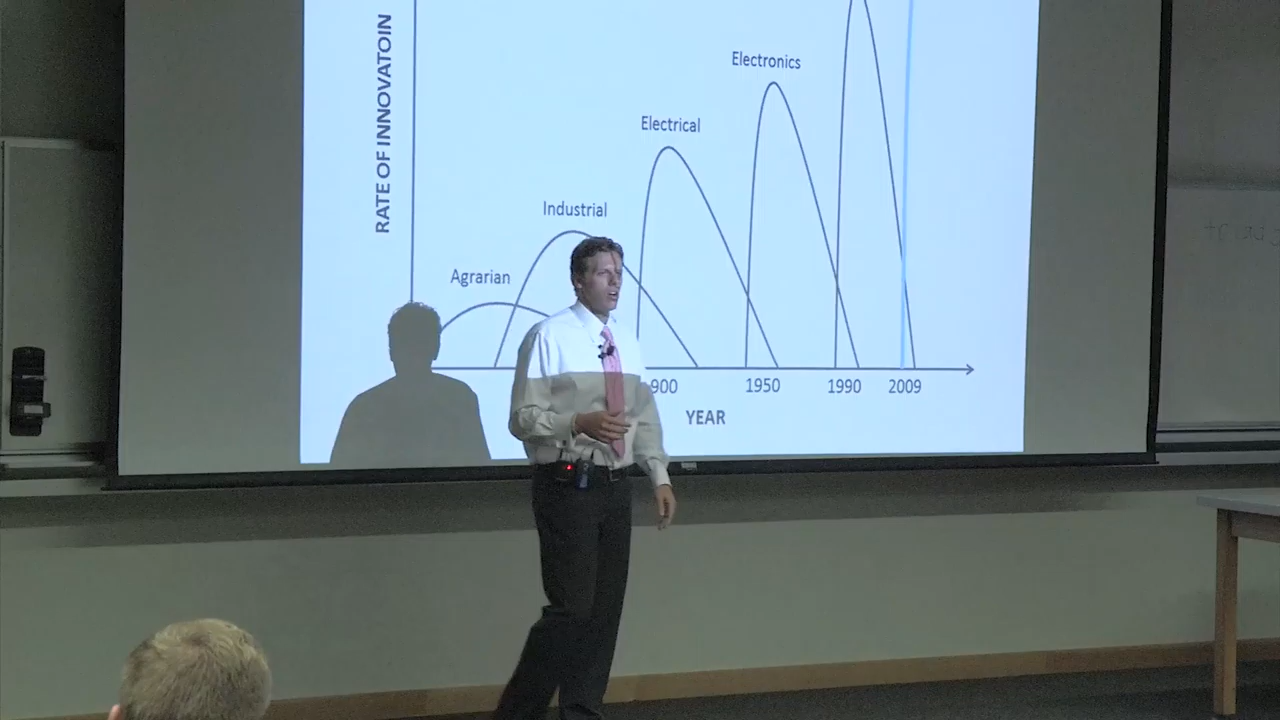 RATE OF INNOVATOIN
Electronics
Electrical
Industrial
Agrarian
900
1950
1990
2009
YEAR